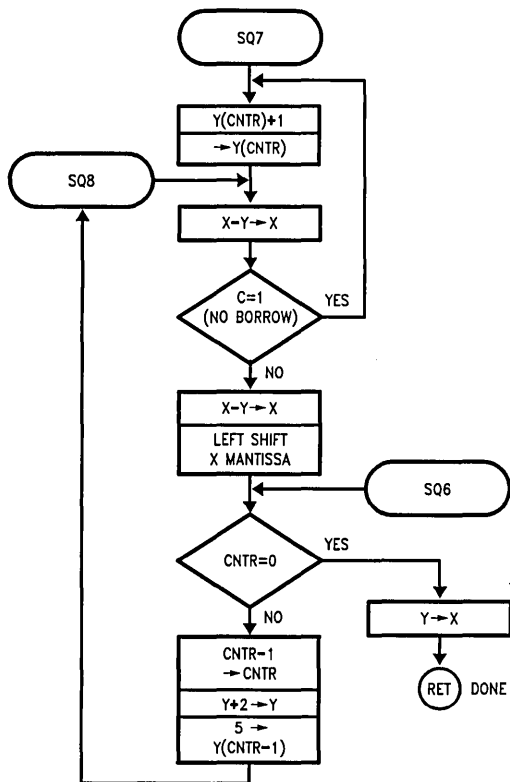 SQ7
Y(CNTR)+1
→Y(CNTR)
SQ8
X-Y→X
C=1
(NO BORROW)
YES
NO
X-Y→X
LEFT SHIFT
X MANTISSA
SQ6
CNTR=0
YES
NO
Y→X
CNTR-1
→CNTR
RET DONE
Y+2→Y
5→
Y(CNTR-1)